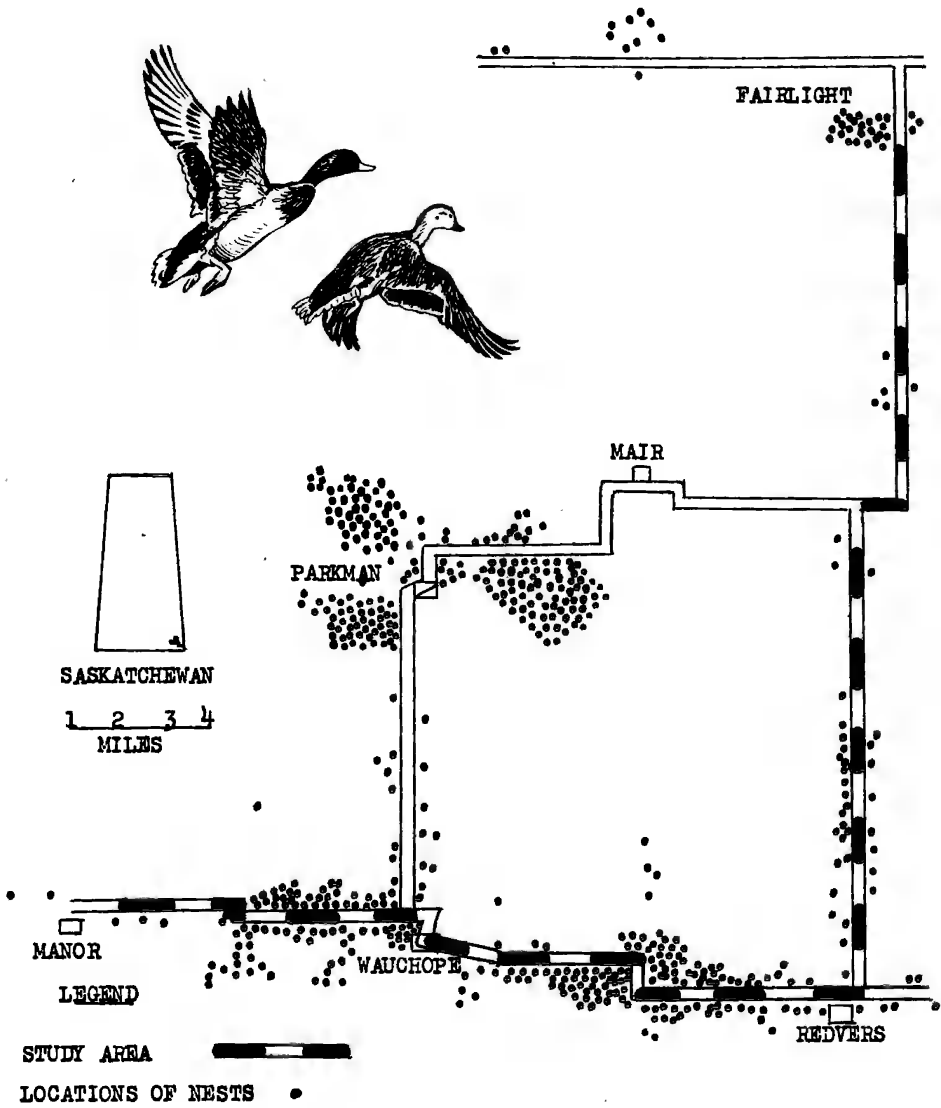 FAIRLIGHT
MAIR
PARKMAN
SASKATCHEWAN
1 2 3 4
MILES
MANOR
WAUCHOPE
REDVERS
LEGEND
STUDY AREA
LOCATIONS OF NESTS